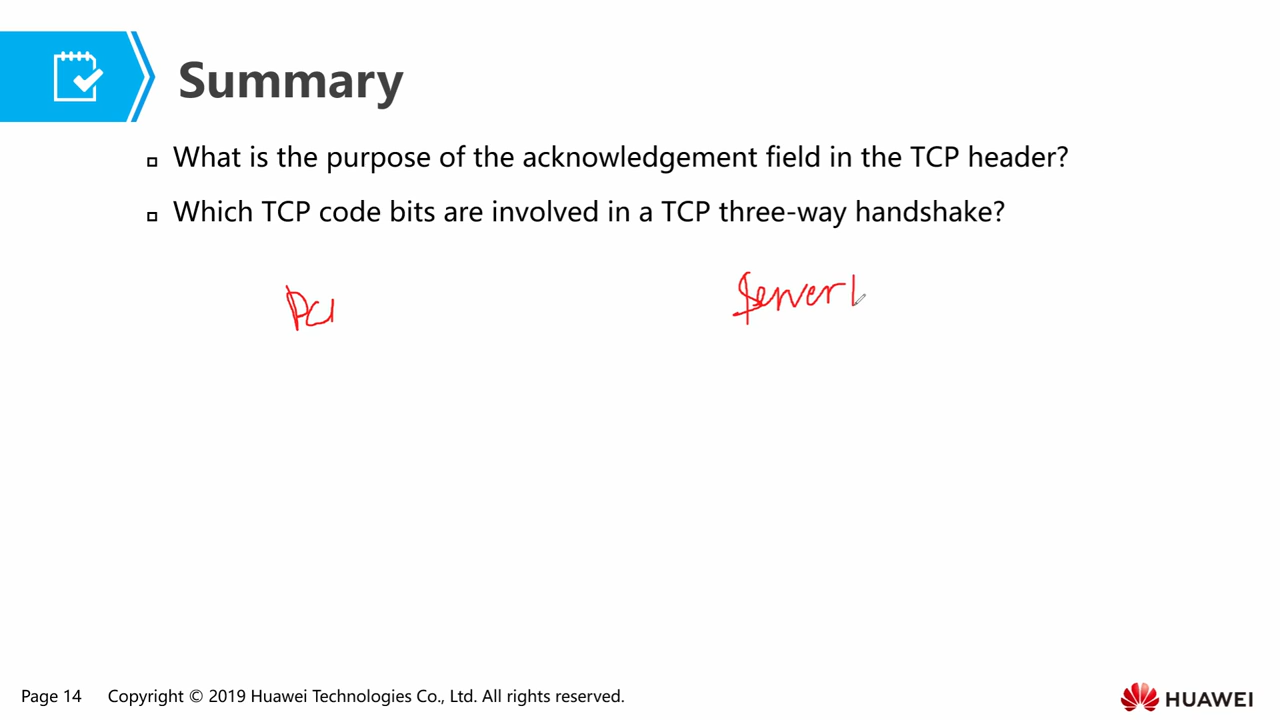 Summary
What is the purpose of the acknowledgement field in the TCP header?
Which TCP code bits are involved in a TCP three-way handshake?
PC1
Server1
Page 14 Copyright © 2019 Huawei Technologies Co., Ltd. All rights reserved.
HUAWEI